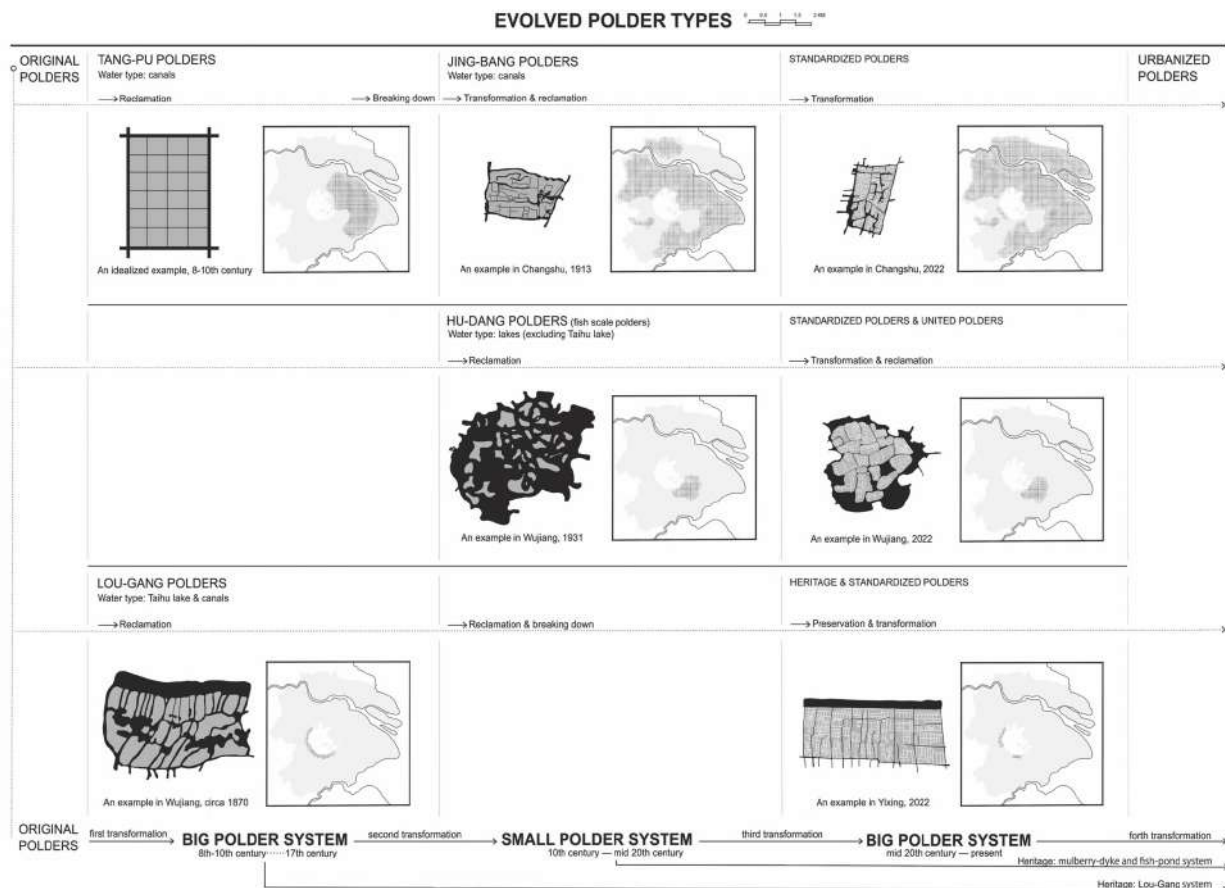 EVOLVED POLDER TYPES
ORIGINAL
POLDERS
TANG-PU POLDERS
Water type: canals
Reclamation
Breaking down
JING-BANG POLDERS
Water type: canals
Transformation & reclamation
STANDARDIZED POLDERS
Transformation
URBANIZED
POLDERS
An idealized example, 8-10th century
An example in Changshu, 1913
An example in Changshu, 2022
HU-DANG POLDERS (fish scale polders)
Water type: lakes (excluding Taihu lake)
Reclamation
STANDARDIZED POLDERS & UNITED POLDERS
Transformation & reclamation
An example in Wujiang, 1931
An example in Wujiang, 2022
LOU-GANG POLDERS
Water type: Taihu lake & canals
Reclamation
Reclamation & breaking down
HERITAGE & STANDARDIZED POLDERS
Preservation & transformation
An example in Wujiang, circa 1870
An example in Yixing, 2022
ORIGINAL
POLDERS
first transformation
BIG POLDER SYSTEM
8th-10th century ······ 17th century
second transformation
SMALL POLDER SYSTEM
10th century — mid 20th century
third transformation
BIG POLDER SYSTEM
mid 20th century — present
forth transformation
Heritage: mulberry-dyke and fish-pond system
Heritage: Lou-Gang system